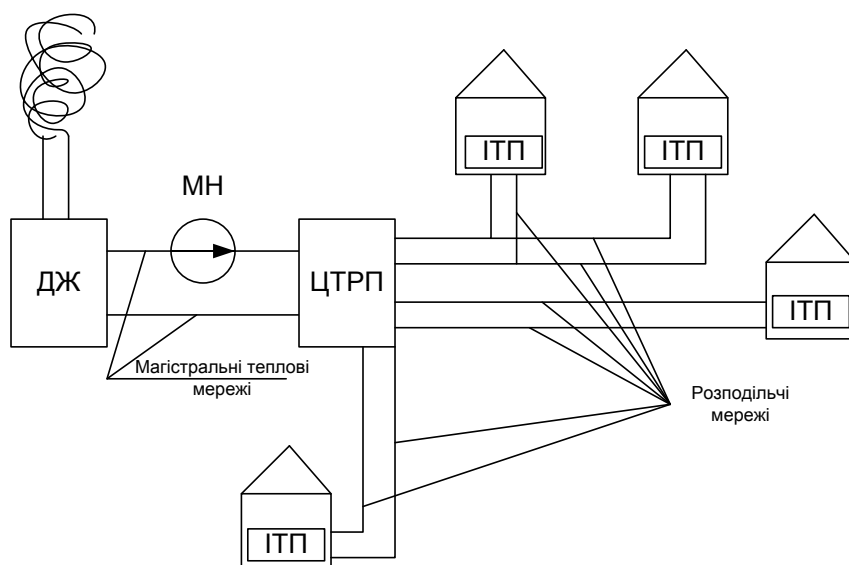 ІТП
ІТП
МН
ДЖ
ЦТРП
ІТП
Магістральні теплові
мережі
Розподільчі
мережі
ІТП